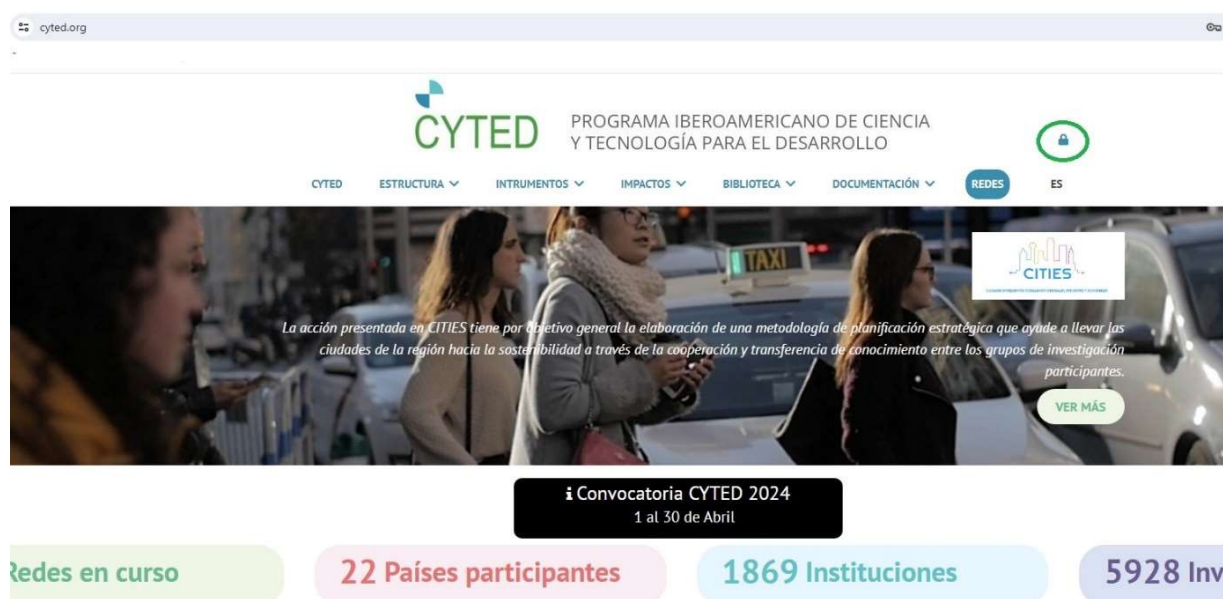 cyted.org
CYTED
PROGRAMA IBEROAMERICANO DE CIENCIA
Y TECNOLOGÍA PARA EL DESARROLLO
CYTED ESTRUCTURA INTRUMENTOS IMPACTOS BIBLIOTECA DOCUMENTACIÓN REDES ES
TAXI
CITIES
La acción presentada en CITIES tiene por objetivo general la elaboración de una metodología de planificación estratégica que ayude a llevar las
ciudades de la región hacia la sostenibilidad a través de la cooperación y transferencia de conocimiento entre los grupos de investigación
participantes.
VER MÁS
i Convocatoria CYTED 2024
1 al 30 de Abril
Redes en curso 22 Países participantes 1869 Instituciones 5928 Inv